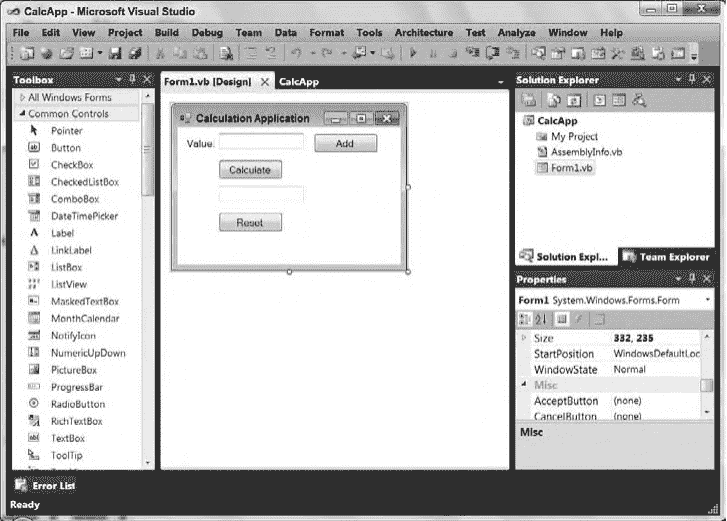 CalcApp - Microsoft Visual Studio
File Edit View Project Build Debug Team Data Format Tools Architecture Test Analyze Window Help
Toolbox
All Windows Forms
Common Controls
Pointer
Button
CheckBox
CheckedListBox
ComboBox
DateTimePicker
Label
LinkLabel
ListBox
ListView
MaskedTextBox
MonthCalendar
NotifyIcon
NumericUpDown
PictureBox
ProgressBar
RadioButton
RichTextBox
TextBox
ToolTip
Form1.vb [Design] CalcApp
Calculation Application
Value: Add
Calculate
Reset
Solution Explorer
CalcApp
My Project
AssemblyInfo.vb
Form1.vb
Solution Expl... Team Explorer
Properties
Form1 System.Windows.Forms.Form
Size 332, 235
StartPosition WindowsDefaultLoc
WindowState Normal
Misc
AcceptButton (none)
CancelButton (none)
Misc
Error List
Ready